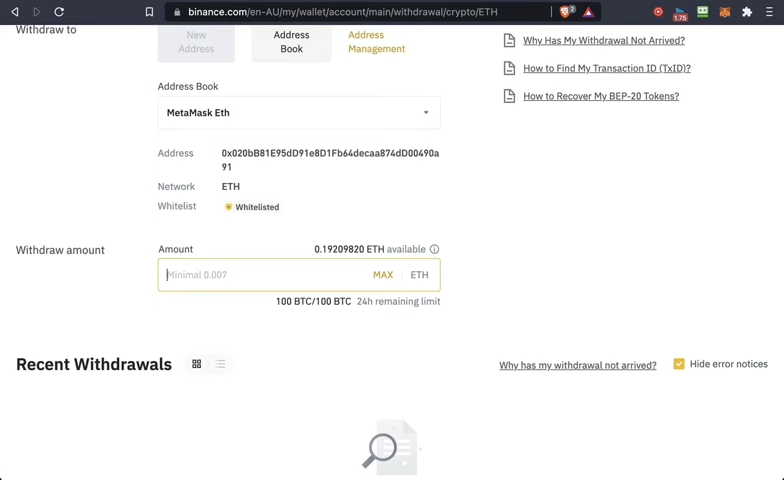 binance.com/en-AU/my/wallet/account/main/withdrawal/crypto/ETH
2
1.75
Withdraw to
New
Address
Address
Book
Address
Management
Why Has My Withdrawal Not Arrived?
How to Find My Transaction ID (TxID)?
How to Recover My BEP-20 Tokens?
Address Book
MetaMask Eth
Address 0x020bB81E95dD91e8D1Fb64decaa874dD00490a
91
Network ETH
Whitelist Whitelisted
Withdraw amount
Amount 0.19209820 ETH available
Minimal 0.007 MAX ETH
100 BTC/100 BTC 24h remaining limit
Recent Withdrawals
Why has my withdrawal not arrived?
Hide error notices